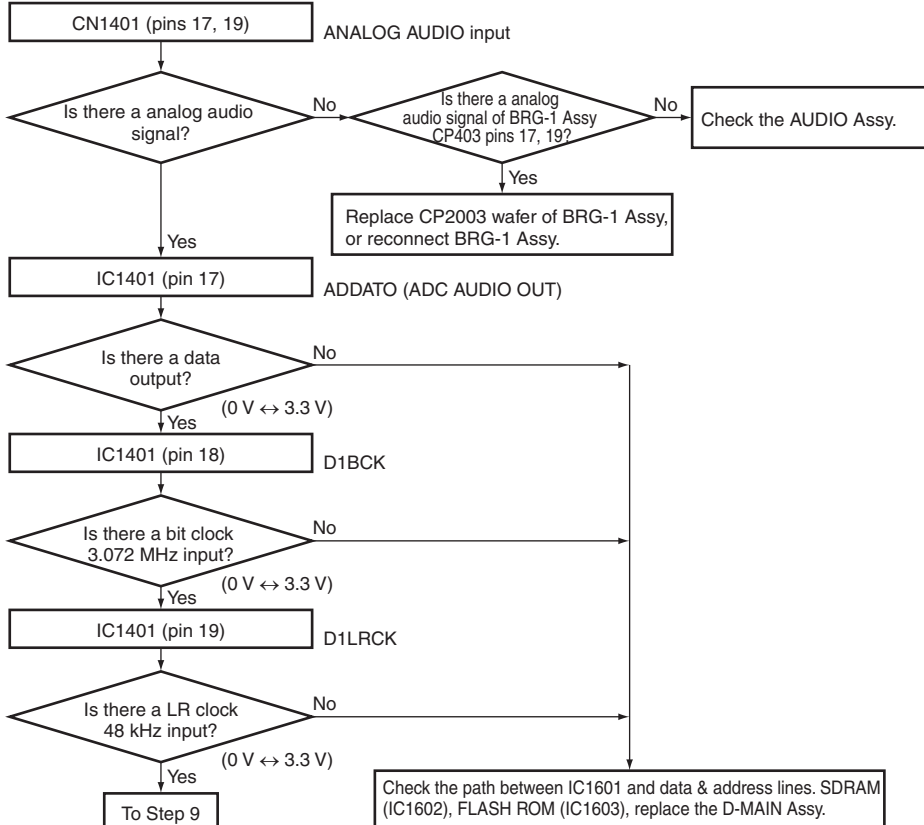 CN1401 (pins 17, 19)
ANALOG AUDIO input
Is there a analog audio
signal?
No
Is there a analog
audio signal of BRG-1 Assy
CP403 pins 17, 19?
No
Check the AUDIO Assy.
Yes
Replace CP2003 wafer of BRG-1 Assy,
or reconnect BRG-1 Assy.
Yes
IC1401 (pin 17)
ADDATO (ADC AUDIO OUT)
Is there a data
output?
No
(0 V ↔ 3.3 V)
Yes
IC1401 (pin 18)
D1BCK
Is there a bit clock
3.072 MHz input?
No
(0 V ↔ 3.3 V)
Yes
IC1401 (pin 19)
D1LRCK
Is there a LR clock
48 kHz input?
No
(0 V ↔ 3.3 V)
Yes
To Step 9
Check the path between IC1601 and data & address lines. SDRAM
(IC1602), FLASH ROM (IC1603), replace the D-MAIN Assy.